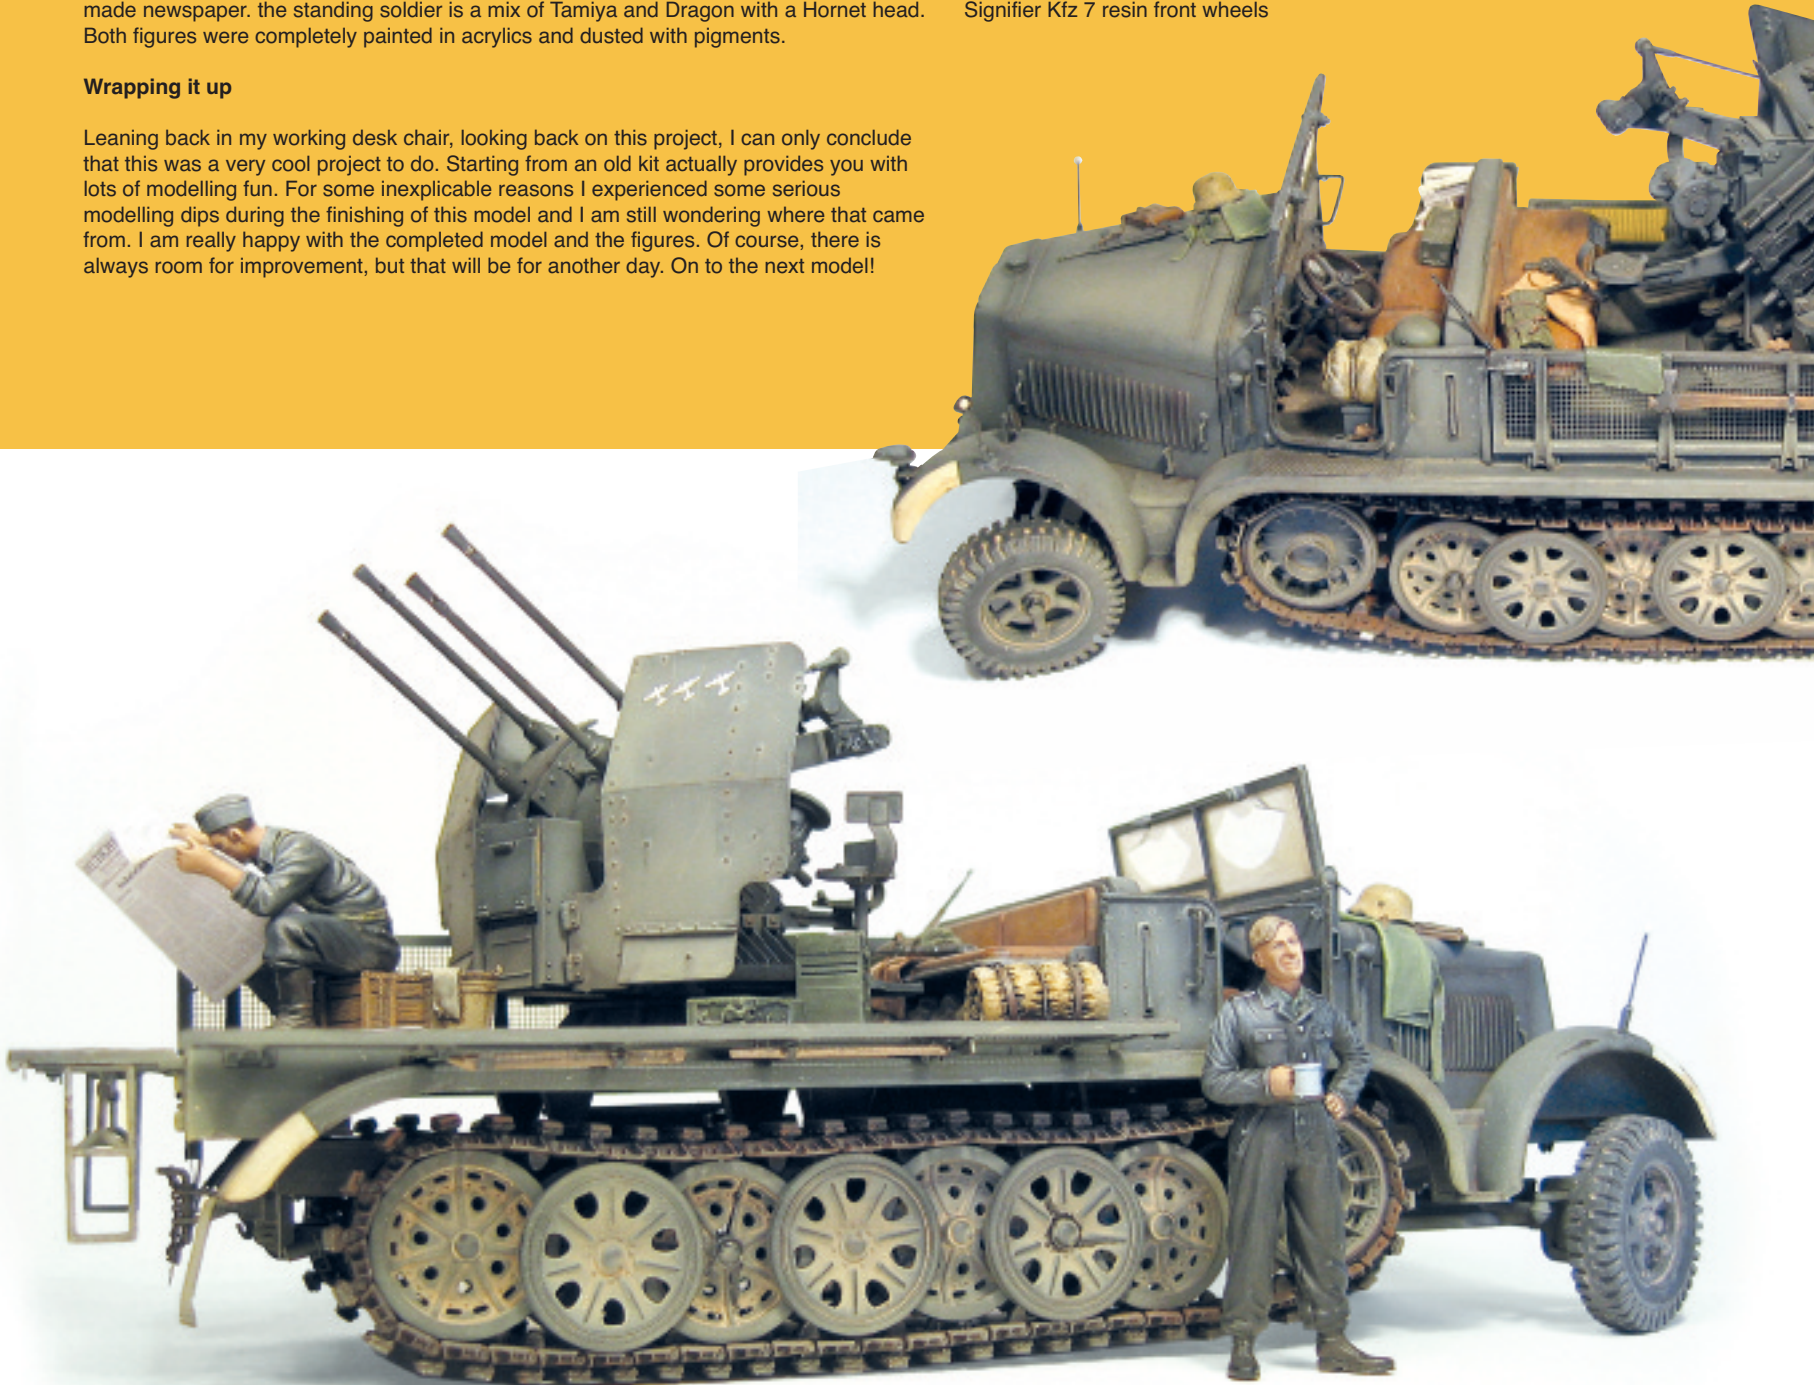 made newspaper. the standing soldier is a mix of Tamiya and Dragon with a Hornet head.
Both figures were completely painted in acrylics and dusted with pigments.
Wrapping it up
Leaning back in my working desk chair, looking back on this project, I can only conclude
that this was a very cool project to do. Starting from an old kit actually provides you with
lots of modelling fun. For some inexplicable reasons I experienced some serious
modelling dips during the finishing of this model and I am still wondering where that came
from. I am really happy with the completed model and the figures. Of course, there is
always room for improvement, but that will be for another day. On to the next model!
Signifier Kfz 7 resin front wheels